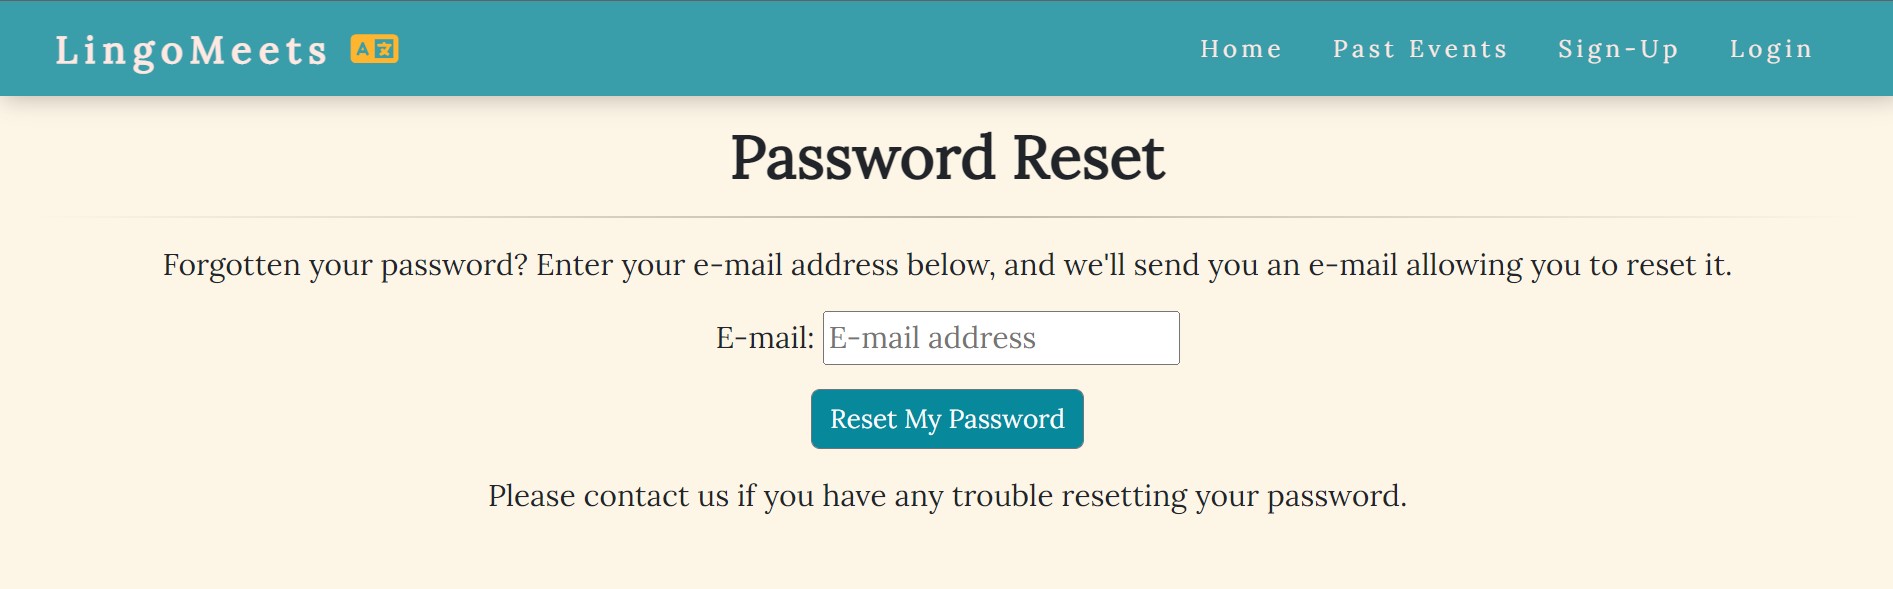 LingoMeets A文
Home Past Events Sign-Up Login
Password Reset
Forgotten your password? Enter your e-mail address below, and we'll send you an e-mail allowing you to reset it.
E-mail: E-mail address
Reset My Password
Please contact us if you have any trouble resetting your password.